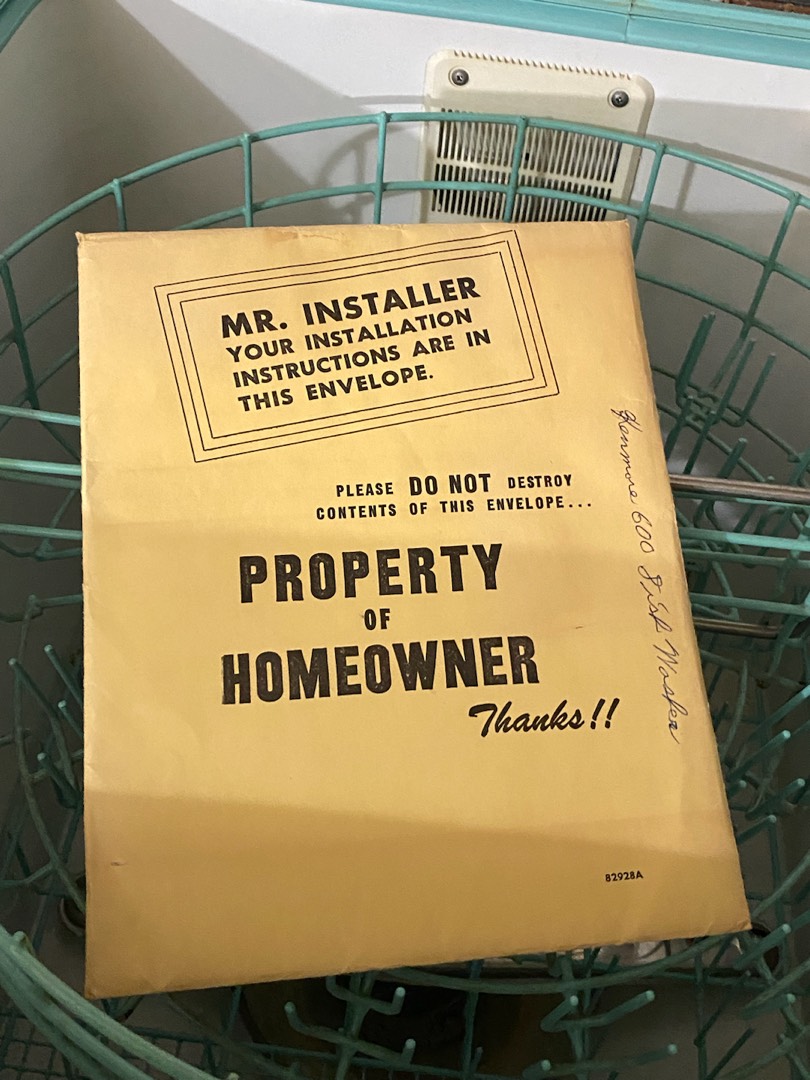 MR. INSTALLER
YOUR INSTALLATION
INSTRUCTIONS ARE IN
THIS ENVELOPE.
PLEASE DO NOT DESTROY
CONTENTS OF THIS ENVELOPE...
PROPERTY
OF
HOMEOWNER
Thanks!!
Kenmore 600 Dish Washer
82928A